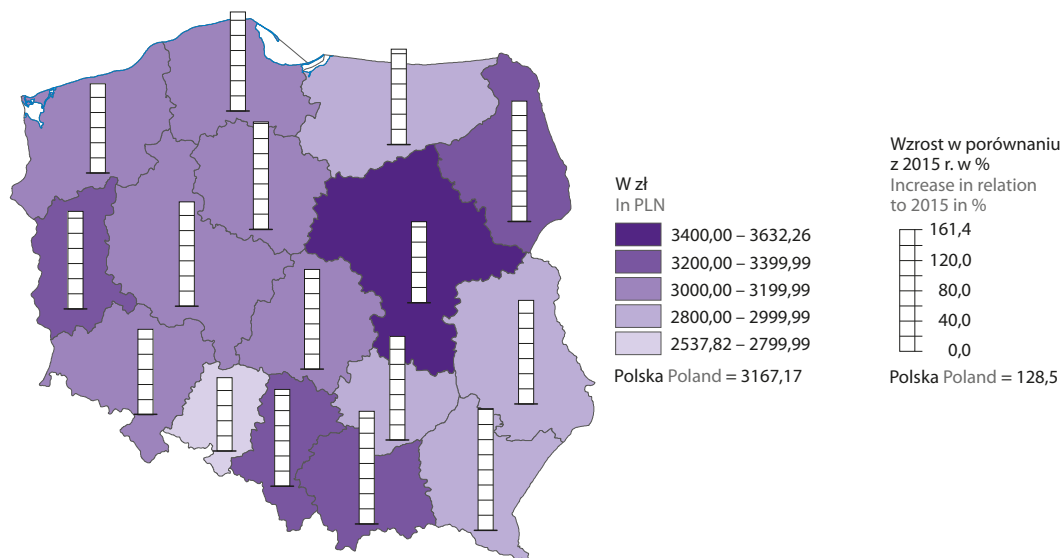 W zł
In PLN
3400,00 – 3632,26
3200,00 – 3399,99
3000,00 – 3199,99
2800,00 – 2999,99
2537,82 – 2799,99
Polska Poland = 3167,17
Wzrost w porównaniu
z 2015 r. w %
Increase in relation
to 2015 in %
161,4
120,0
80,0
40,0
0,0
Polska Poland = 128,5